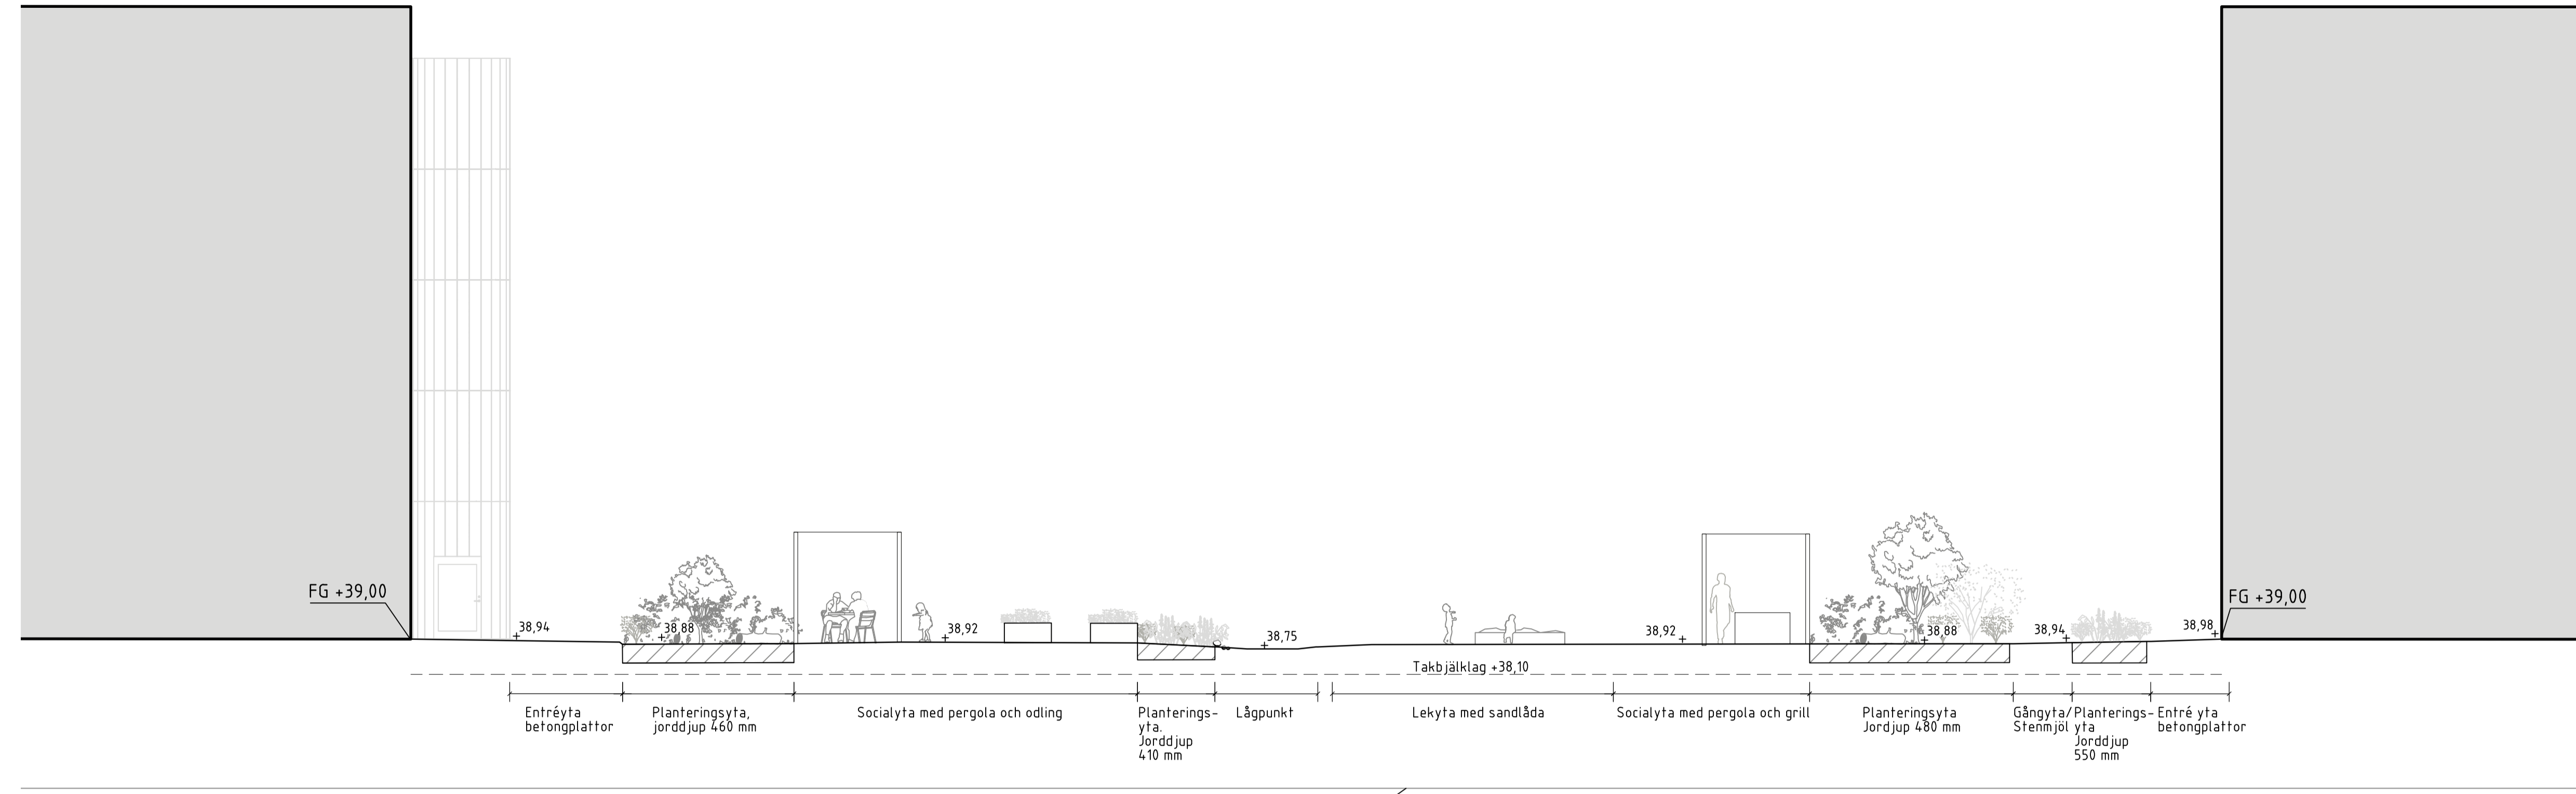 FG +39,00
FG +39,00
38,94
38,88
38,92
38,75
38,92
38,88
38,94
38,98
Takbjälklag +38,10
Entréyta
betongplattor
Planteringsyta,
jorddjup 460 mm
Socialyta med pergola och odling
Planterings-
yta.
Jorddjup
410 mm
Lågpunkt
Lekyta med sandlåda
Socialyta med pergola och grill
Planteringsyta
Jordjup 480 mm
Gångyta/
Stenmjöl
Planterings-
yta
Jorddjup
550 mm
Entré yta
betongplattor